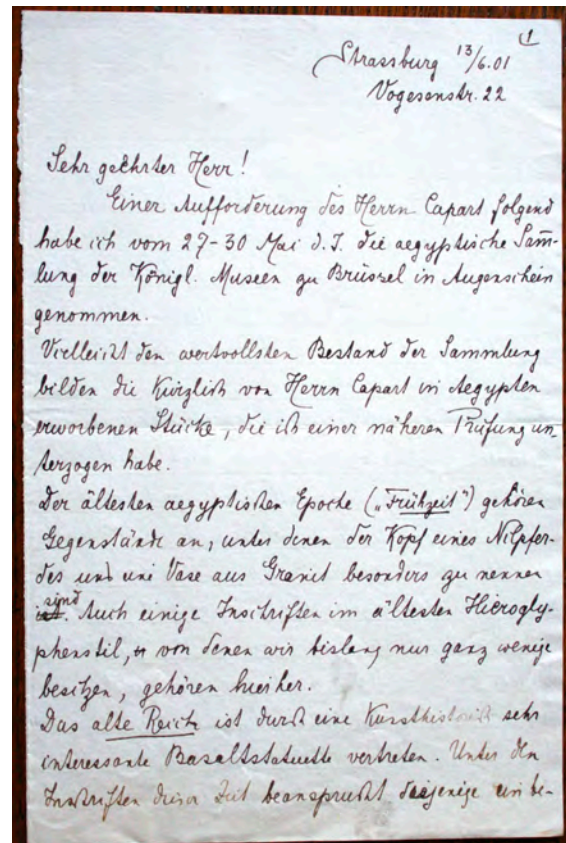 1
Strassburg 13/6.01
Vogesenstr. 22
Sehr geehrter Herr!
Einer Aufforderung des Herrn Capart folgend
habe ich vom 27-30 Mai d. J. die aegyptische Samm-
lung der Königl. Museen zu Brüssel in Augenschein
genommen.
Vielleicht den wertvollsten Bestand der Sammlung
bilden die kürzlich von Herrn Capart in Aegypten
erworbenen Stücke, die ich einer näheren Prüfung un-
terzogen habe.
Der ältesten aegyptischen Epoche („Frühzeit") gehören
Gegenstände an, unter denen der Kopf eines Nilpfer-
des und eine Vase aus Granit besonders zu nennen
sind. Auch einige Inschriften im ältesten Hierogly-
phenstil, von denen wir bislang nur ganz wenige
besitzen, gehören hierher.
Das alte Reich ist durch eine kunsthistorisch sehr
interessante Basaltstatuette vertreten. Unter den
Inschriften dieser Zeit beansprucht diejenige ein be-